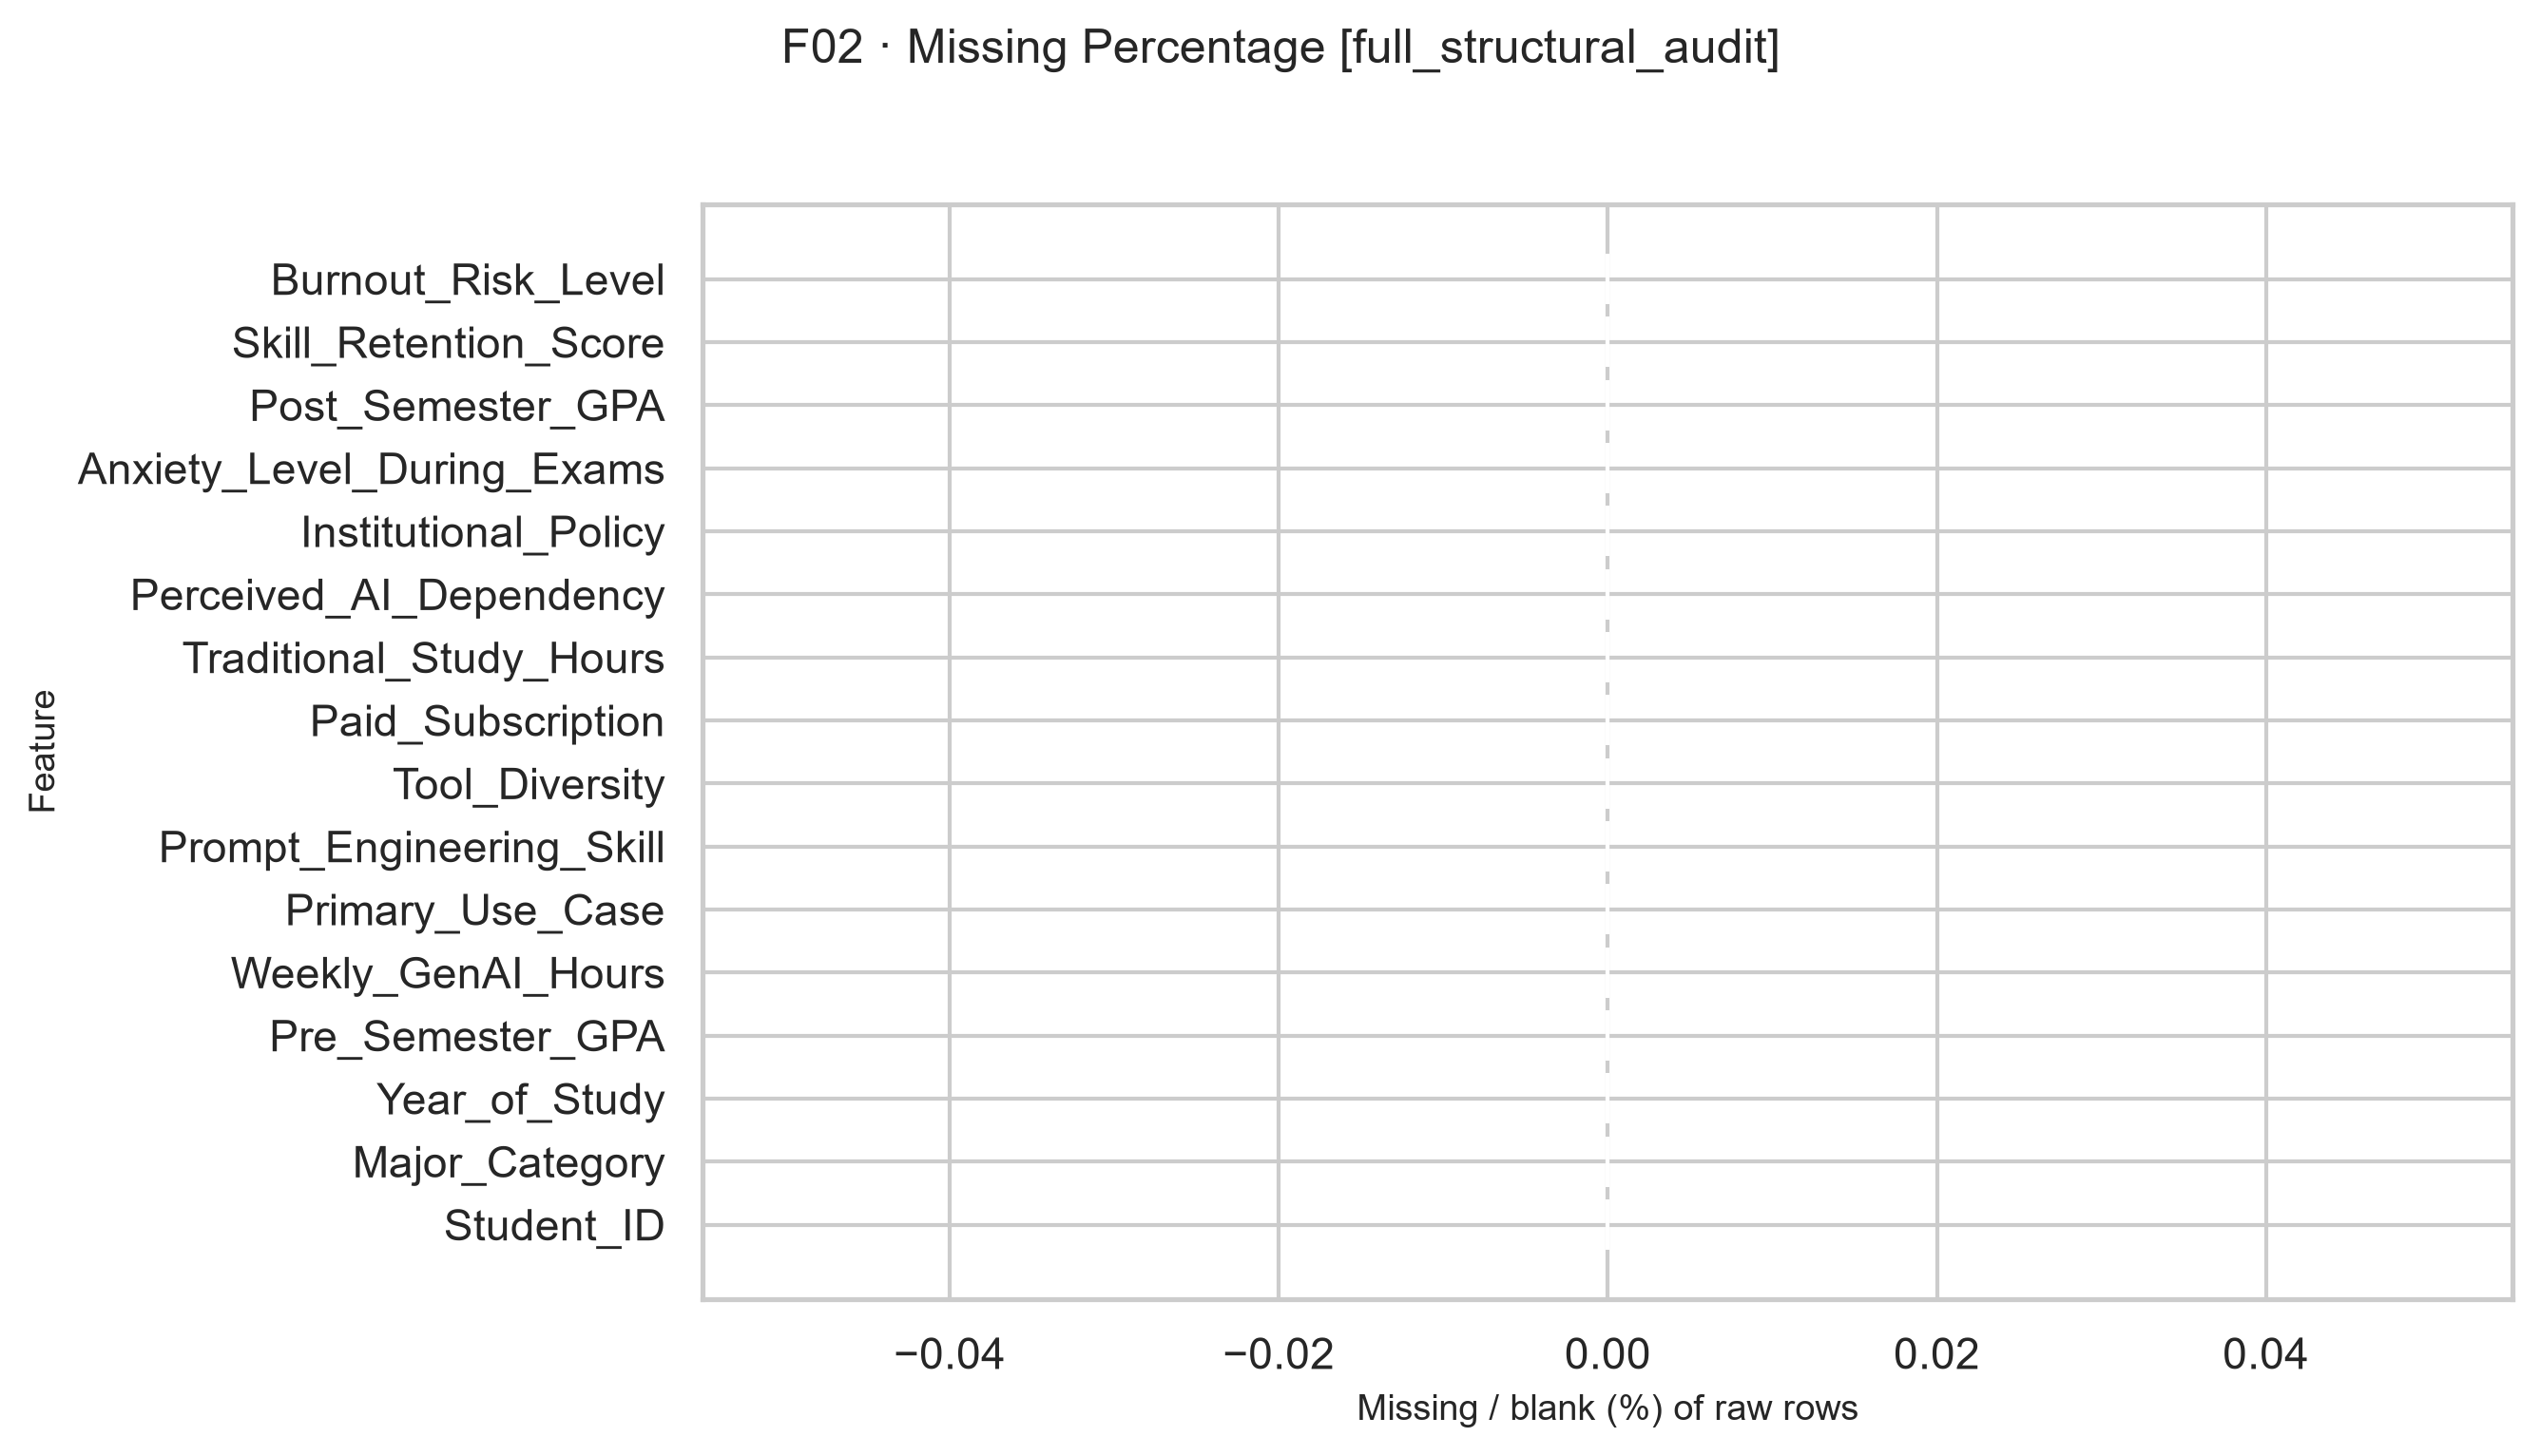 F02 · Missing Percentage [full_structural_audit]
Feature
Burnout_Risk_Level
Skill_Retention_Score
Post_Semester_GPA
Anxiety_Level_During_Exams
Institutional_Policy
Perceived_AI_Dependency
Traditional_Study_Hours
Paid_Subscription
Tool_Diversity
Prompt_Engineering_Skill
Primary_Use_Case
Weekly_GenAI_Hours
Pre_Semester_GPA
Year_of_Study
Major_Category
Student_ID
−0.04 −0.02 0.00 0.02 0.04
Missing / blank (%) of raw rows